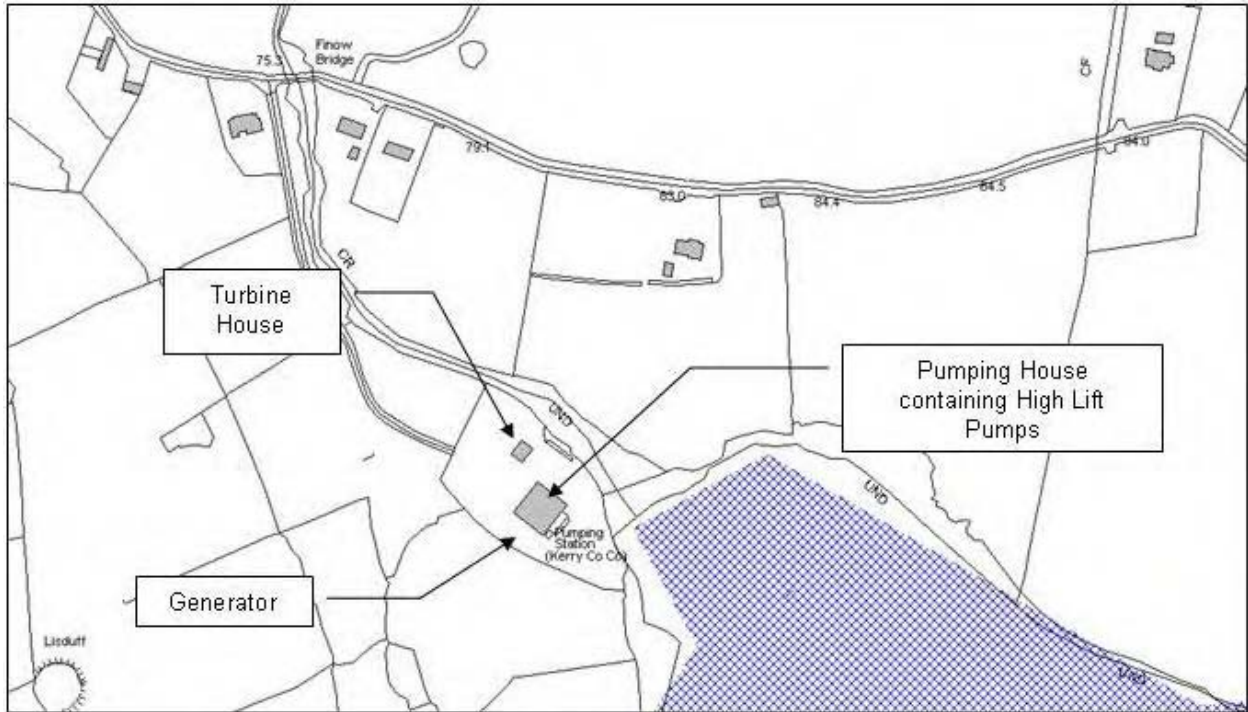 Finow
Bridge
75.3
CR
79.1
83.0
84.4
84.5
84.0
CR
Turbine
House
Pumping House
containing High Lift
Pumps
UND
UND
Pumping
Station
(Kerry Co Co)
Generator
Lisduff
UND